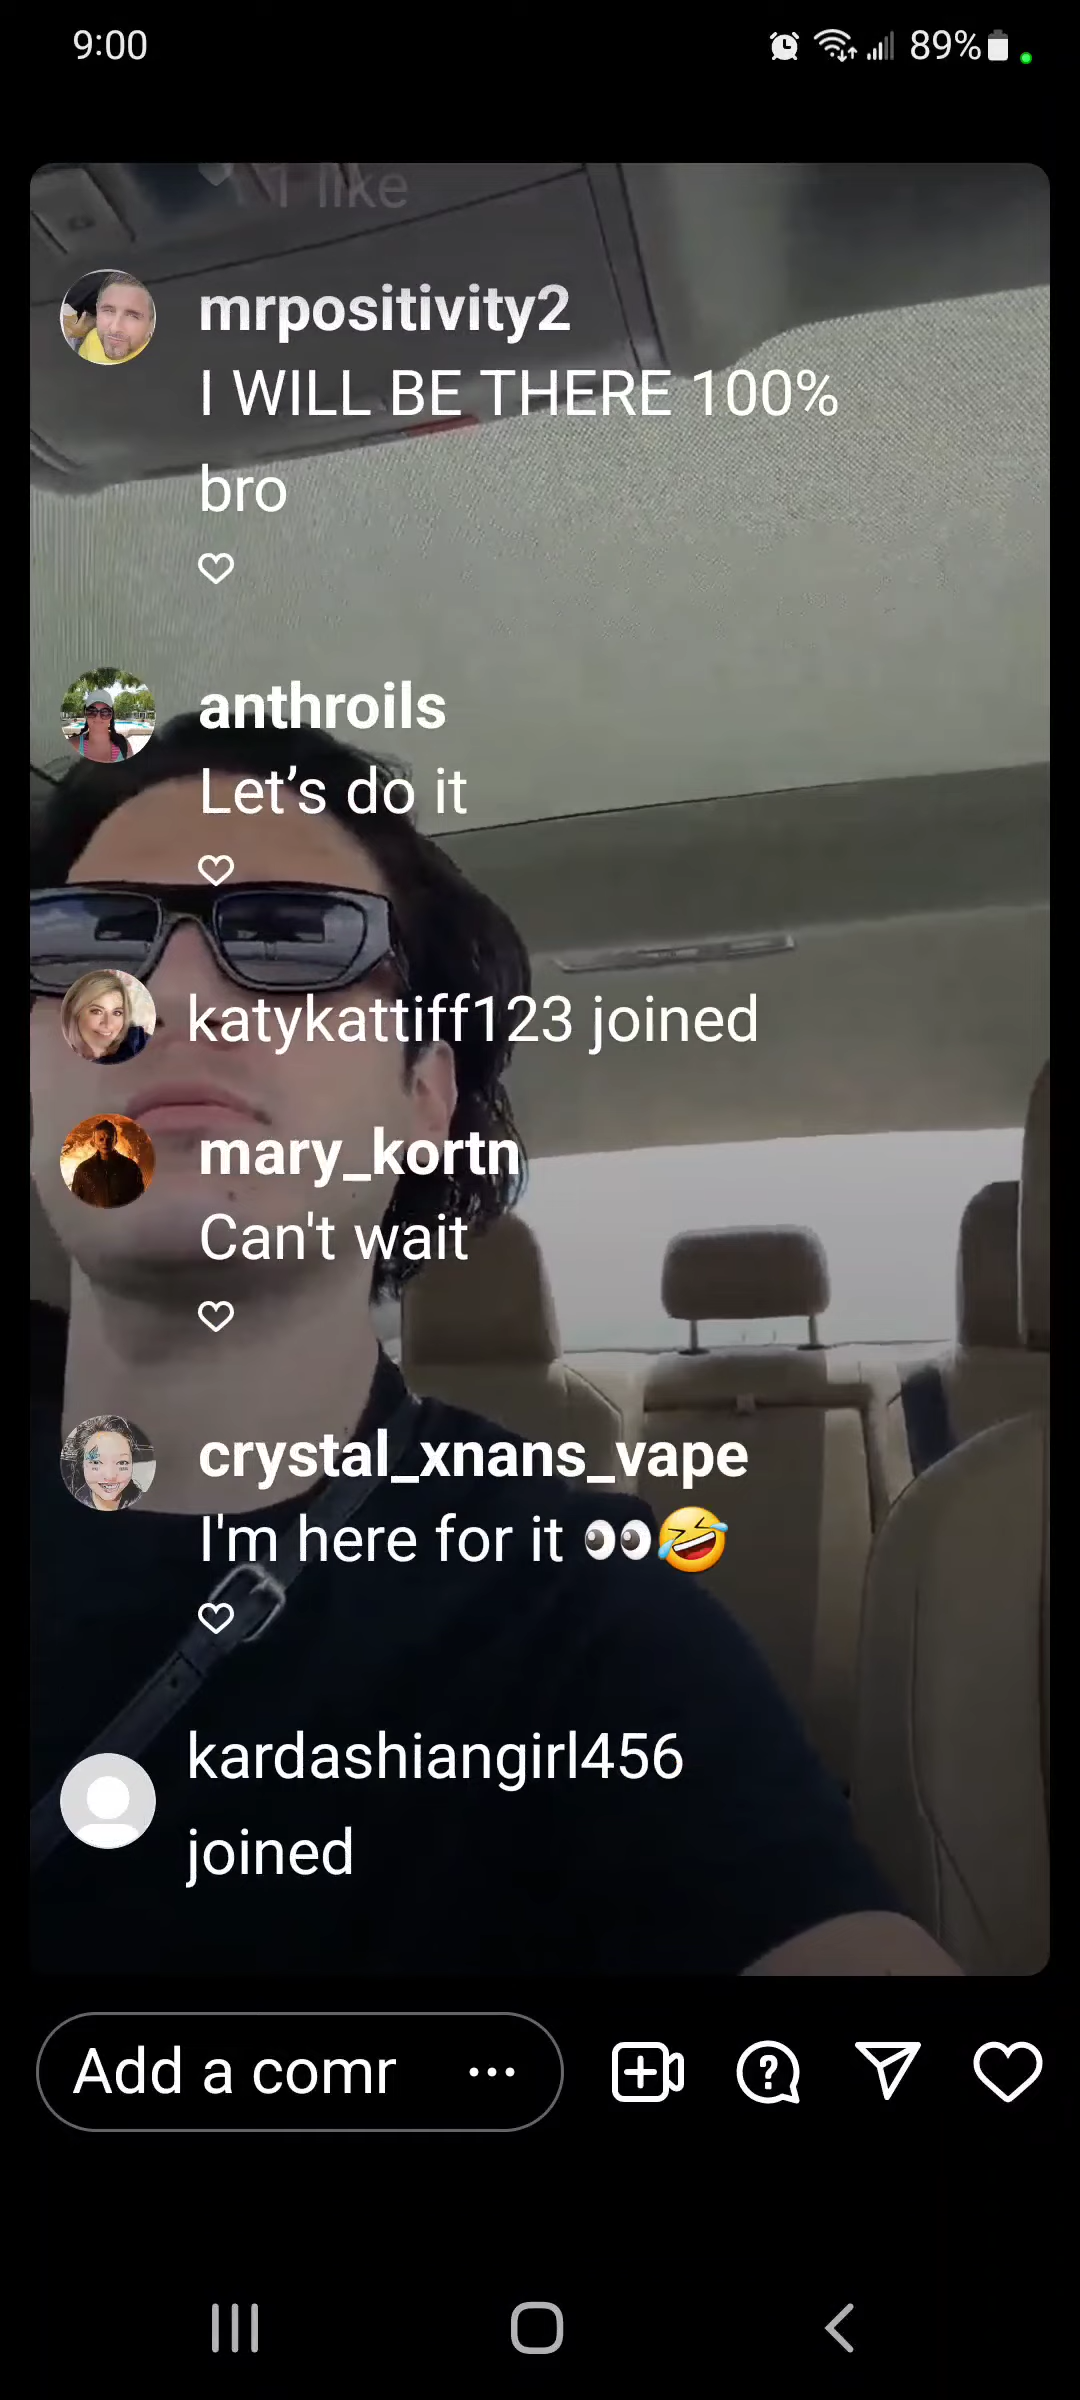 9:00
89%
1 like
mrpositivity2
I WILL BE THERE 100%
bro
anthroils
Let’s do it
katykattiff123 joined
mary_kortn
Can't wait
crystal_xnans_vape
I'm here for it 👀🤣
kardashiangirl456
joined
Add a comr